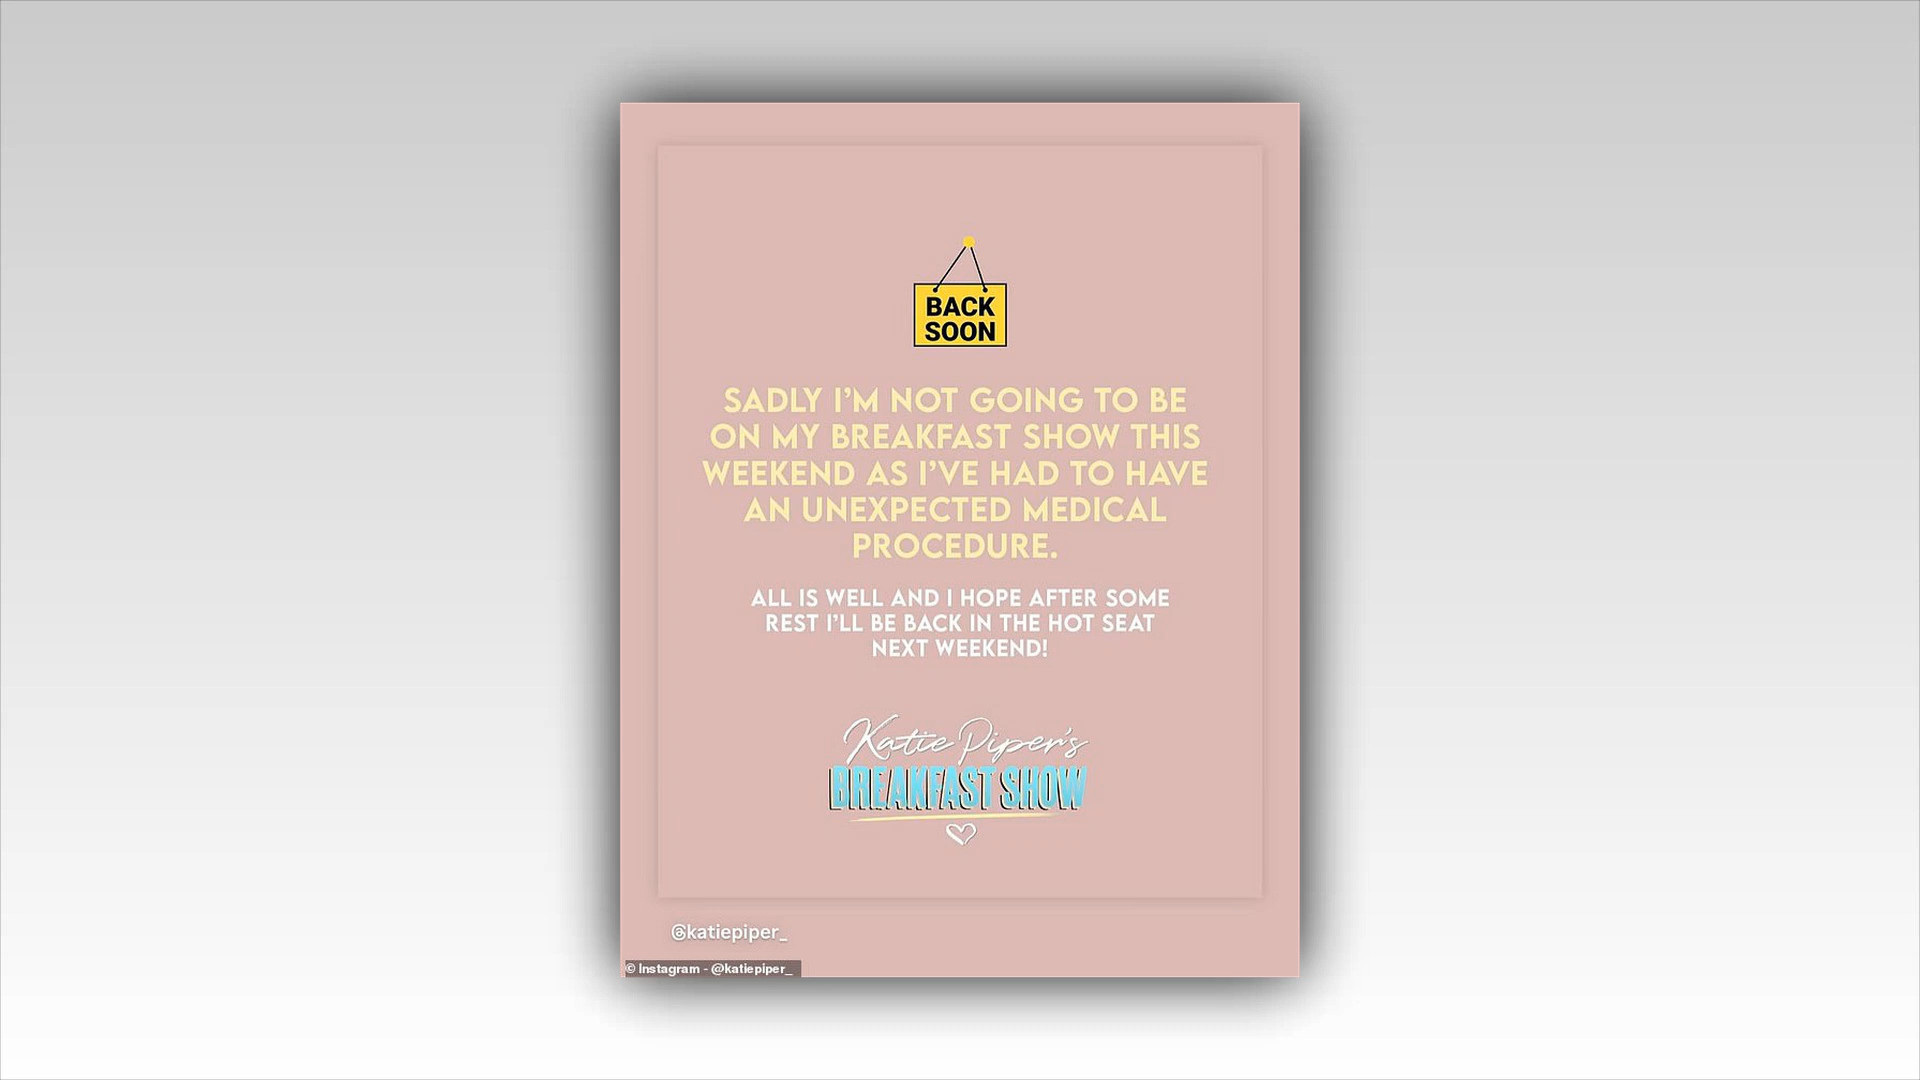 BACK
SOON
SADLY I’M NOT GOING TO BE
ON MY BREAKFAST SHOW THIS
WEEKEND AS I’VE HAD TO HAVE
AN UNEXPECTED MEDICAL
PROCEDURE.
ALL IS WELL AND I HOPE AFTER SOME
REST I’LL BE BACK IN THE HOT SEAT
NEXT WEEKEND!
Katie Piper's
BREAKFAST SHOW
@katiepiper_
© Instagram - @katiepiper_